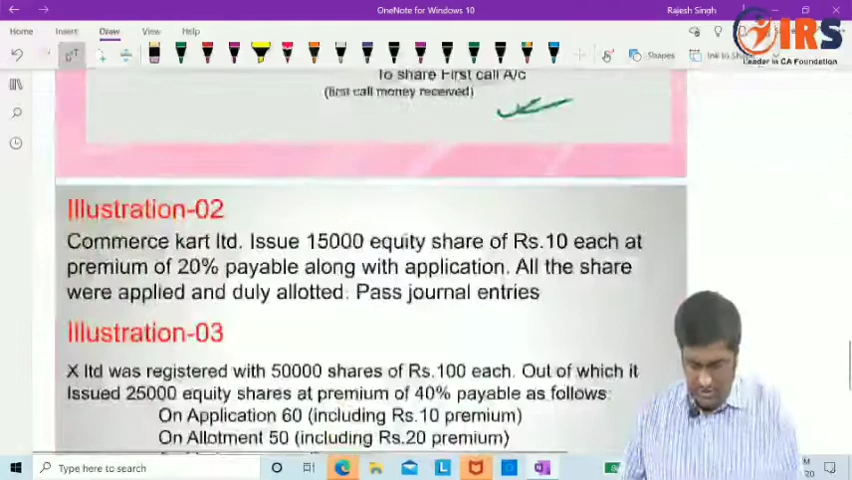 OneNote for Windows 10
Rajesh Singh
Home Insert Draw View Help
Shapes
Ink to Shape
IRS
Leader in CA Foundation
To share First call A/c
(first call money received)
Illustration-02
Commerce kart ltd. Issue 15000 equity share of Rs.10 each at
premium of 20% payable along with application. All the share
were applied and duly allotted. Pass journal entries
Illustration-03
X ltd was registered with 50000 shares of Rs.100 each. Out of which it
Issued 25000 equity shares at premium of 40% payable as follows:
On Application 60 (including Rs.10 premium)
On Allotment 50 (including Rs.20 premium)
Type here to search